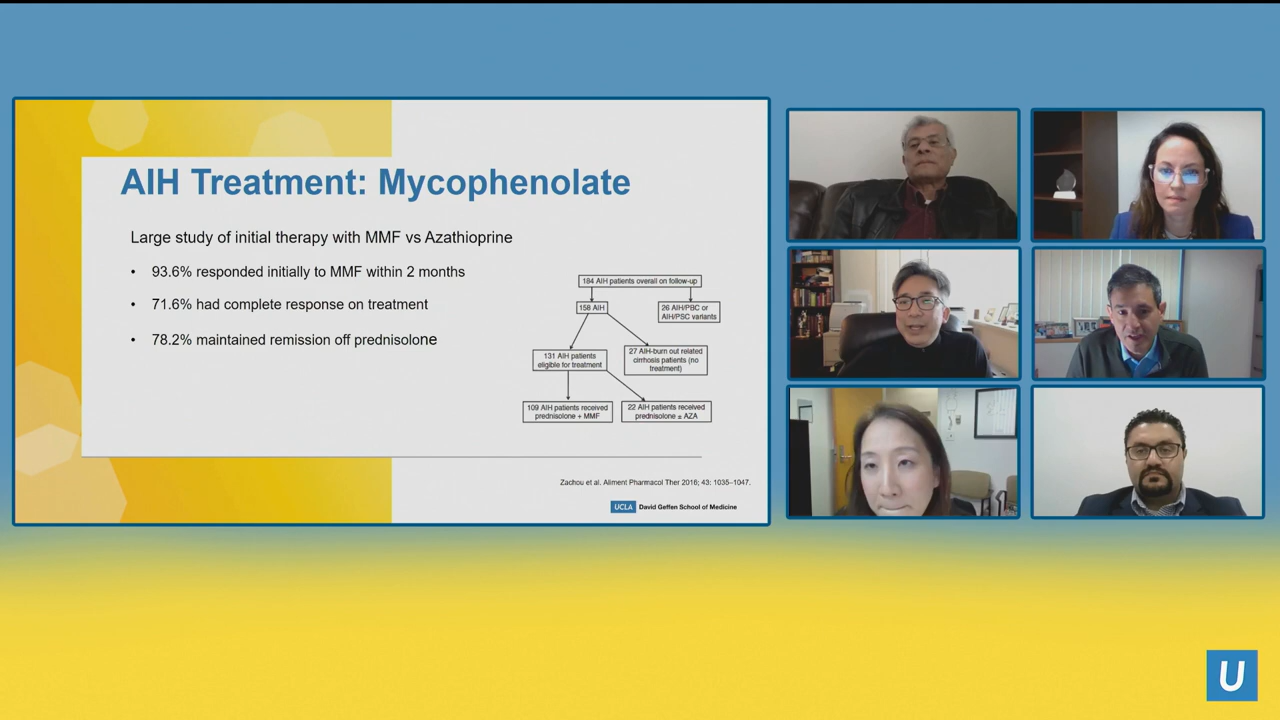 AIH Treatment: Mycophenolate
Large study of initial therapy with MMF vs Azathioprine
• 93.6% responded initially to MMF within 2 months
• 71.6% had complete response on treatment
• 78.2% maintained remission off prednisolone
184 AIH patients overall on follow-up
158 AIH
26 AIH/PBC or
AIH/PSC variants
131 AIH patients
eligible for treatment
27 AIH-burn out related
cirrhosis patients (no
treatment)
109 AIH patients received
prednisolone + MMF
22 AIH patients received
prednisolone ± AZA
Zachou et al. Aliment Pharmacol Ther 2016; 43: 1035–1047.
UCLA David Geffen School of Medicine
U